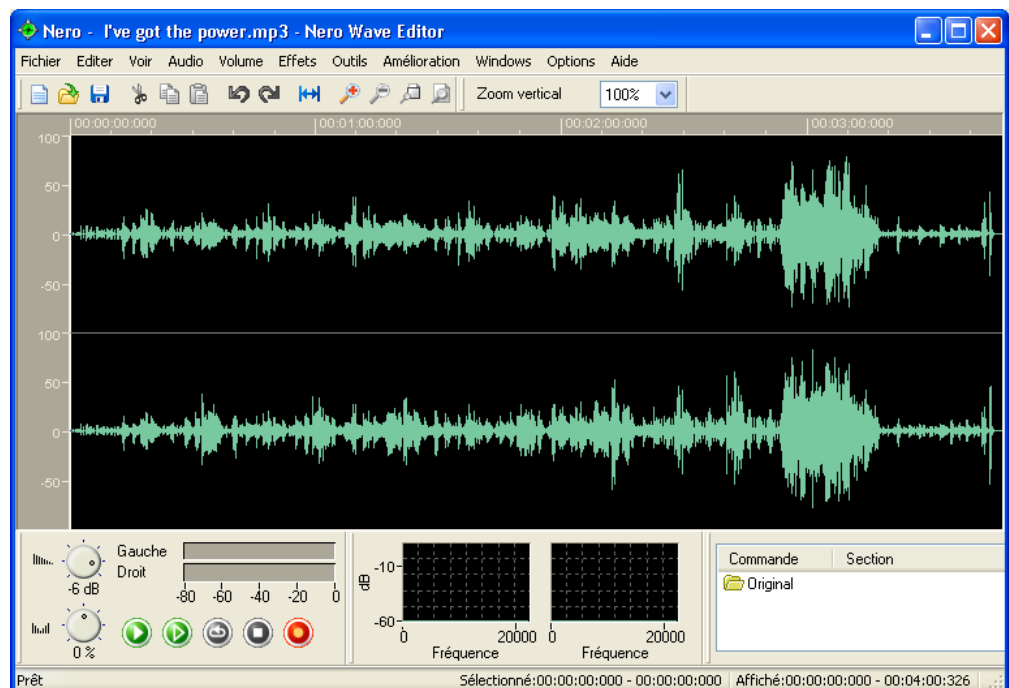 Nero - I've got the power.mp3 - Nero Wave Editor
Fichier Editer Voir Audio Volume Effets Outils Amélioration Windows Options Aide
Zoom vertical 100%
00:00:00:000 00:01:00:000 00:02:00:000 00:03:00:000
100
50
0
-50
100
50
0
-50
Gauche
Droit
-6 dB
-80 -60 -40 -20 0
0 %
dB
-10
-60
0 20000 0 20000
Fréquence Fréquence
Commande Section
Original
Prêt Sélectionné:00:00:00:000 - 00:00:00:000 Affiché:00:00:00:000 - 00:04:00:326